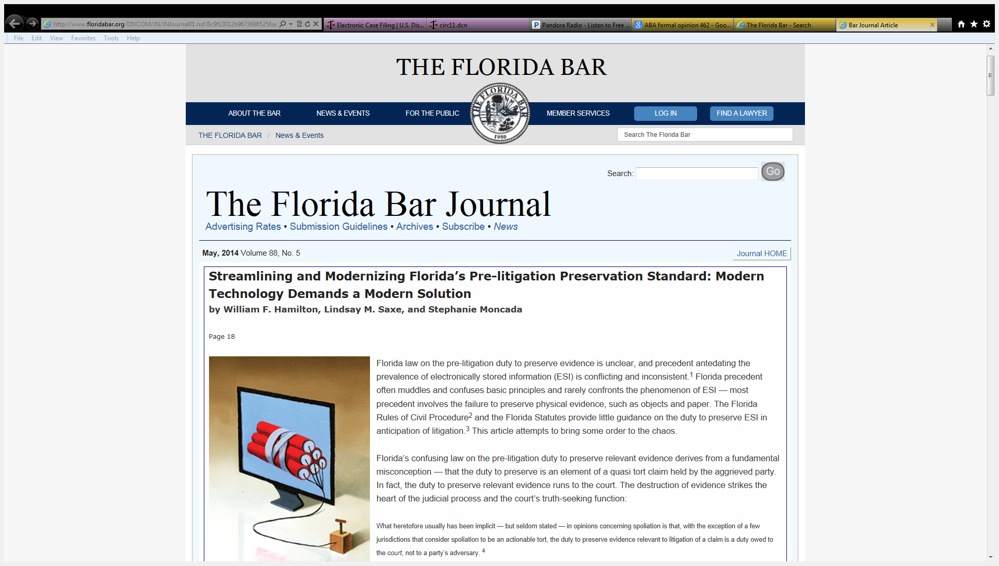 http://www.floridabar.org/DIVCOM/JN/JNJournal01.nsf/8c9f13012b96736985256aa
Electronic Case Filing | U.S. Dis...
circ11.dcn
Pandora Radio - Listen to Free ...
ABA formal opinion 462 - Goo...
The Florida Bar - Search
Bar Journal Article
File Edit View Favorites Tools Help
THE FLORIDA BAR
THE FLORIDA BAR
1950
ABOUT THE BAR
NEWS & EVENTS
FOR THE PUBLIC
MEMBER SERVICES
LOG IN
FIND A LAWYER
THE FLORIDA BAR / News & Events
Search The Florida Bar
Search:
Go
The Florida Bar Journal
Advertising Rates • Submission Guidelines • Archives • Subscribe • News
May, 2014 Volume 88, No. 5
Journal HOME
Streamlining and Modernizing Florida’s Pre-litigation Preservation Standard: Modern
Technology Demands a Modern Solution
by William F. Hamilton, Lindsay M. Saxe, and Stephanie Moncada
Page 18
Florida law on the pre-litigation duty to preserve evidence is unclear, and precedent antedating the
prevalence of electronically stored information (ESI) is conflicting and inconsistent.1 Florida precedent
often muddles and confuses basic principles and rarely confronts the phenomenon of ESI — most
precedent involves the failure to preserve physical evidence, such as objects and paper. The Florida
Rules of Civil Procedure2 and the Florida Statutes provide little guidance on the duty to preserve ESI in
anticipation of litigation.3 This article attempts to bring some order to the chaos.
Florida’s confusing law on the pre-litigation duty to preserve relevant evidence derives from a fundamental
misconception — that the duty to preserve is an element of a quasi tort claim held by the aggrieved party.
In fact, the duty to preserve relevant evidence runs to the court. The destruction of evidence strikes the
heart of the judicial process and the court’s truth-seeking function:
What heretofore usually has been implicit — but seldom stated — in opinions concerning spoliation is that, with the exception of a few
jurisdictions that consider spoliation to be an actionable tort, the duty to preserve evidence relevant to litigation of a claim is a duty owed to
the court, not to a party’s adversary. 4